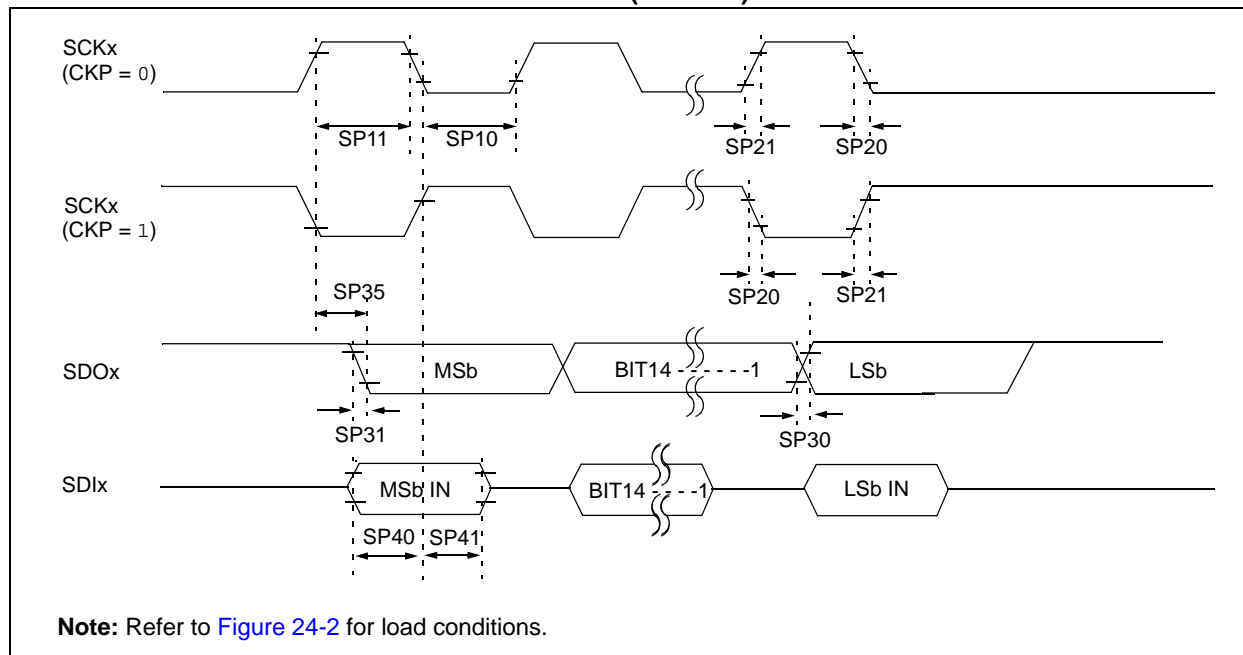 SCKx
(CKP = 0)
SP11
SP10
SP21
SP20
SCKx
(CKP = 1)
SP35
SP20
SP21
SDOx
MSb
BIT14 - - - - - -1
LSb
SP31
SP30
SDIx
MSb IN
BIT14 - - - -1
LSb IN
SP40
SP41
Note: Refer to Figure 24-2 for load conditions.